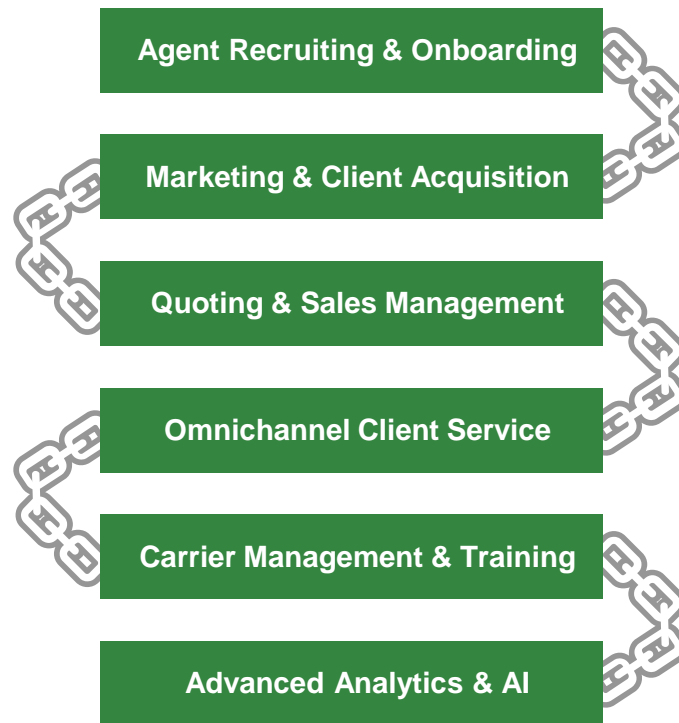 Agent Recruiting & Onboarding
Marketing & Client Acquisition
Quoting & Sales Management
Omnichannel Client Service
Carrier Management & Training
Advanced Analytics & AI